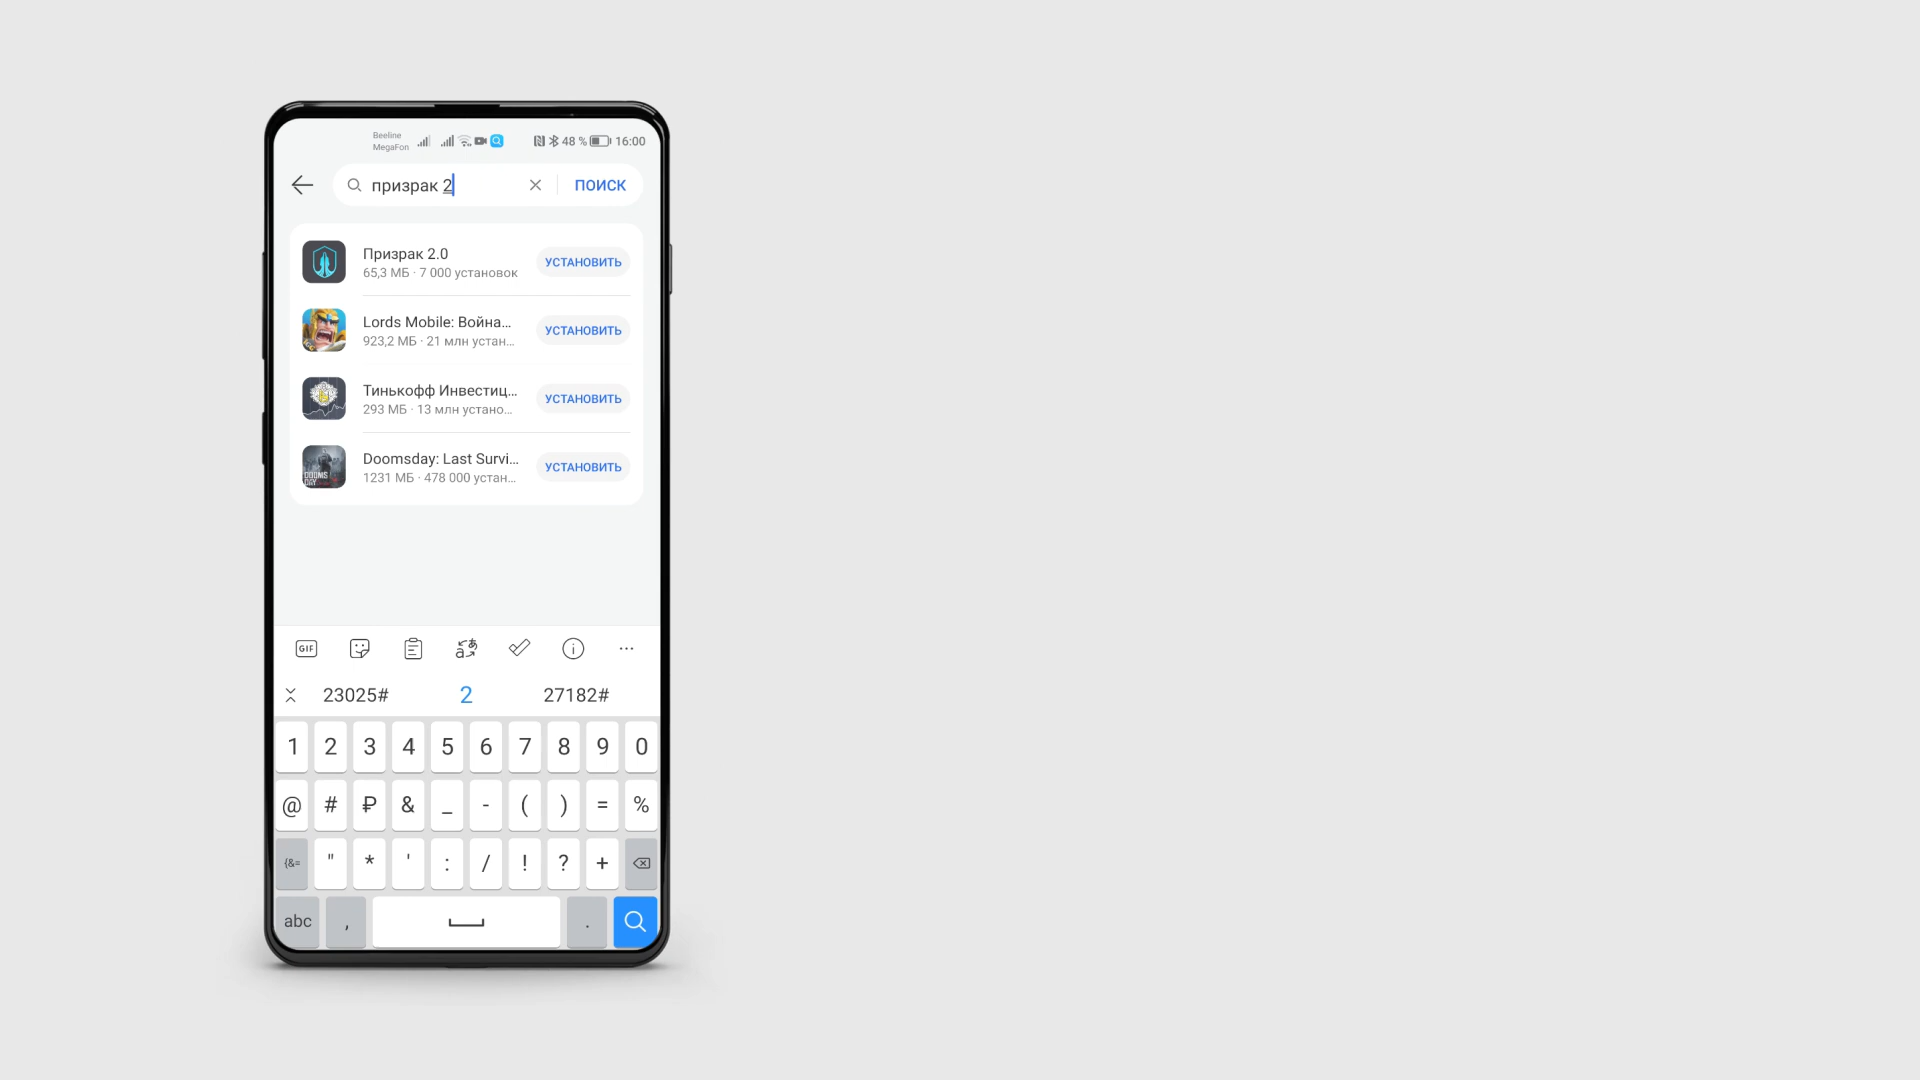 Beeline
MegaFon
48 % 16:00
призрак 2 ПОИСК
Призрак 2.0
65,3 МБ · 7 000 установок
УСТАНОВИТЬ
Lords Mobile: Война...
923,2 МБ · 21 млн устан...
УСТАНОВИТЬ
Тинькофф Инвестиц...
293 МБ · 13 млн устано...
УСТАНОВИТЬ
Doomsday: Last Survi...
1231 МБ · 478 000 устан...
УСТАНОВИТЬ
DOOMS
DAY
GIF
23025# 2 27182#
1 2 3 4 5 6 7 8 9 0
@ # ₽ & _ - ( ) = %
{&= " * ' : / ! ? +
abc , .